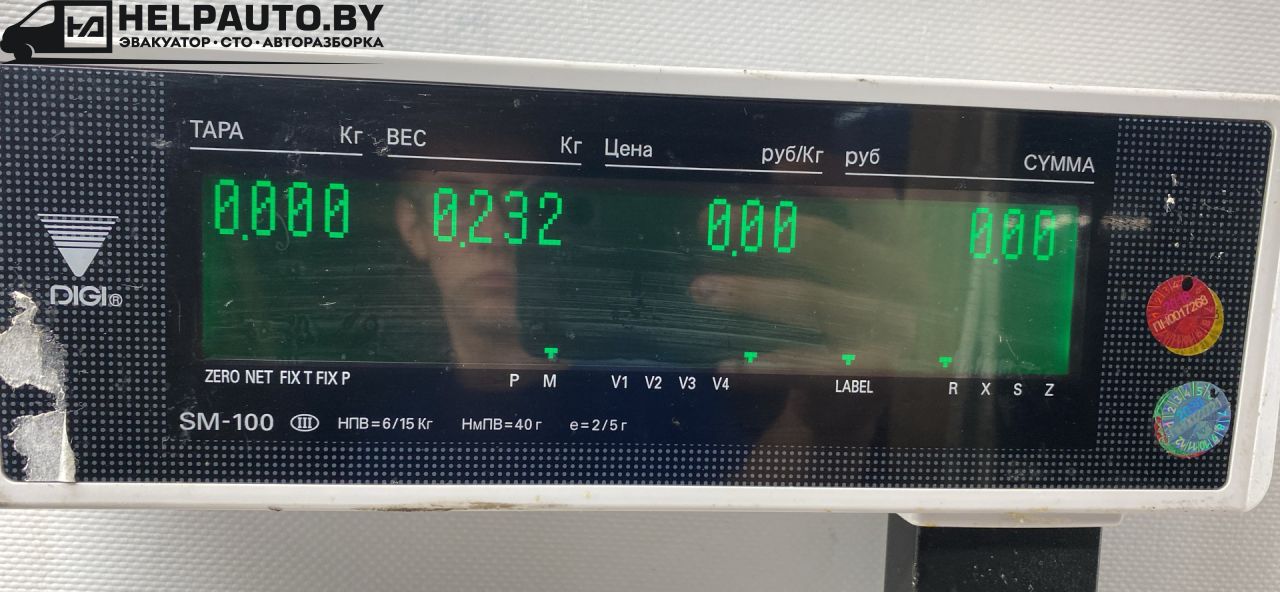 HELPAUTO.BY
ЭВАКУАТОР · СТО · АВТОРАЗБОРКА
ТАРА Кг ВЕС Кг Цена руб/Кг руб СУММА
0.000 0.232 0.00 0.00
DIGI®
ПН0017268
ZERO NET FIX T FIX P P M V1 V2 V3 V4 LABEL R X S Z
SM-100 III НПВ=6/15 Кг НмПВ=40 г e=2/5 г